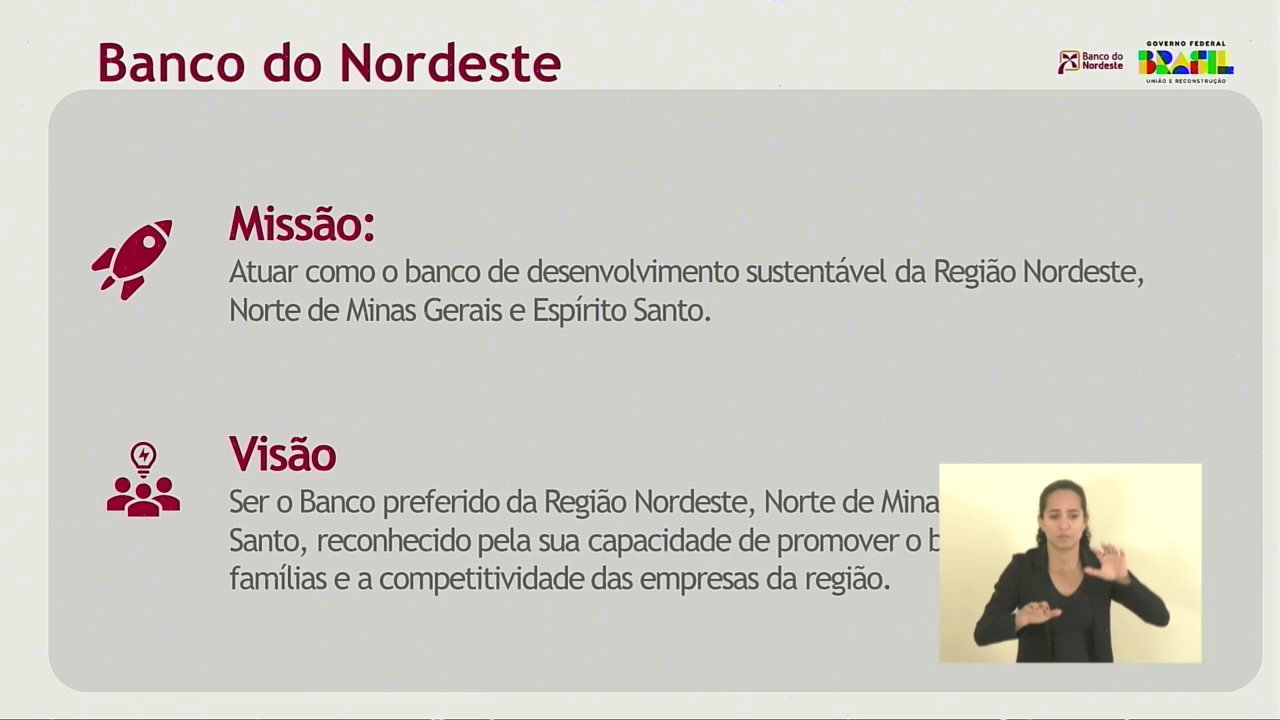 Banco do Nordeste
Banco do
Nordeste
GOVERNO FEDERAL
BRASIL
UNIÃO E RECONSTRUÇÃO
Missão:
Atuar como o banco de desenvolvimento sustentável da Região Nordeste,
Norte de Minas Gerais e Espírito Santo.
Visão
Ser o Banco preferido da Região Nordeste, Norte de Mina
Santo, reconhecido pela sua capacidade de promover o b
famílias e a competitividade das empresas da região.